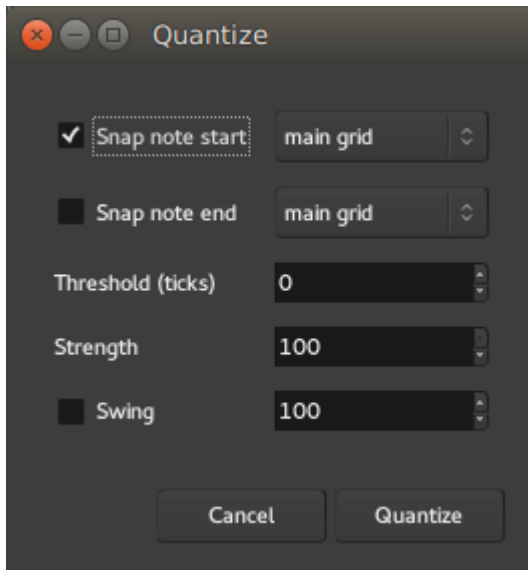 Quantize
Snap note start main grid
Snap note end main grid
Threshold (ticks) 0
Strength 100
Swing 100
Cancel Quantize